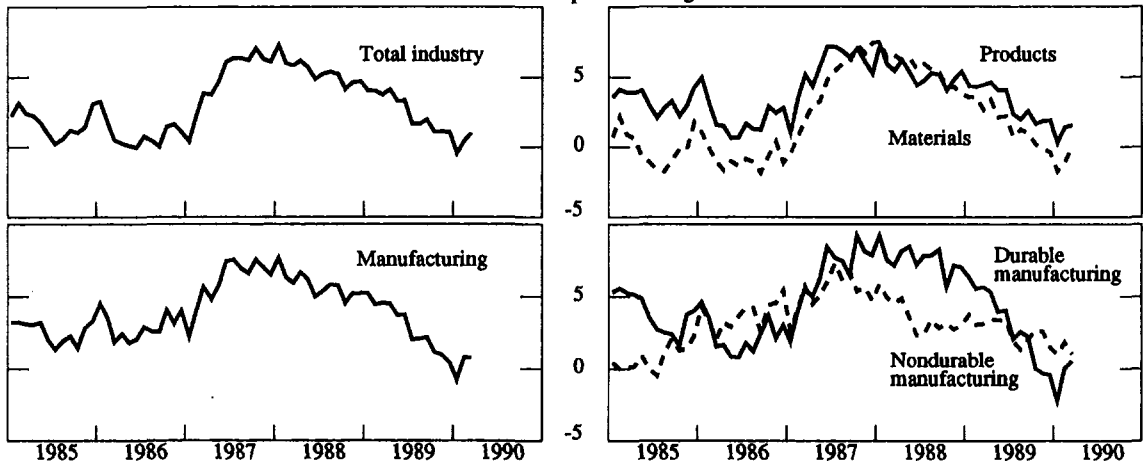 Total industry
Products
5
Materials
0
-5
Manufacturing
Durable
manufacturing
5
Nondurable
manufacturing
0
-5
1985 1986 1987 1988 1989 1990
1985 1986 1987 1988 1989 1990